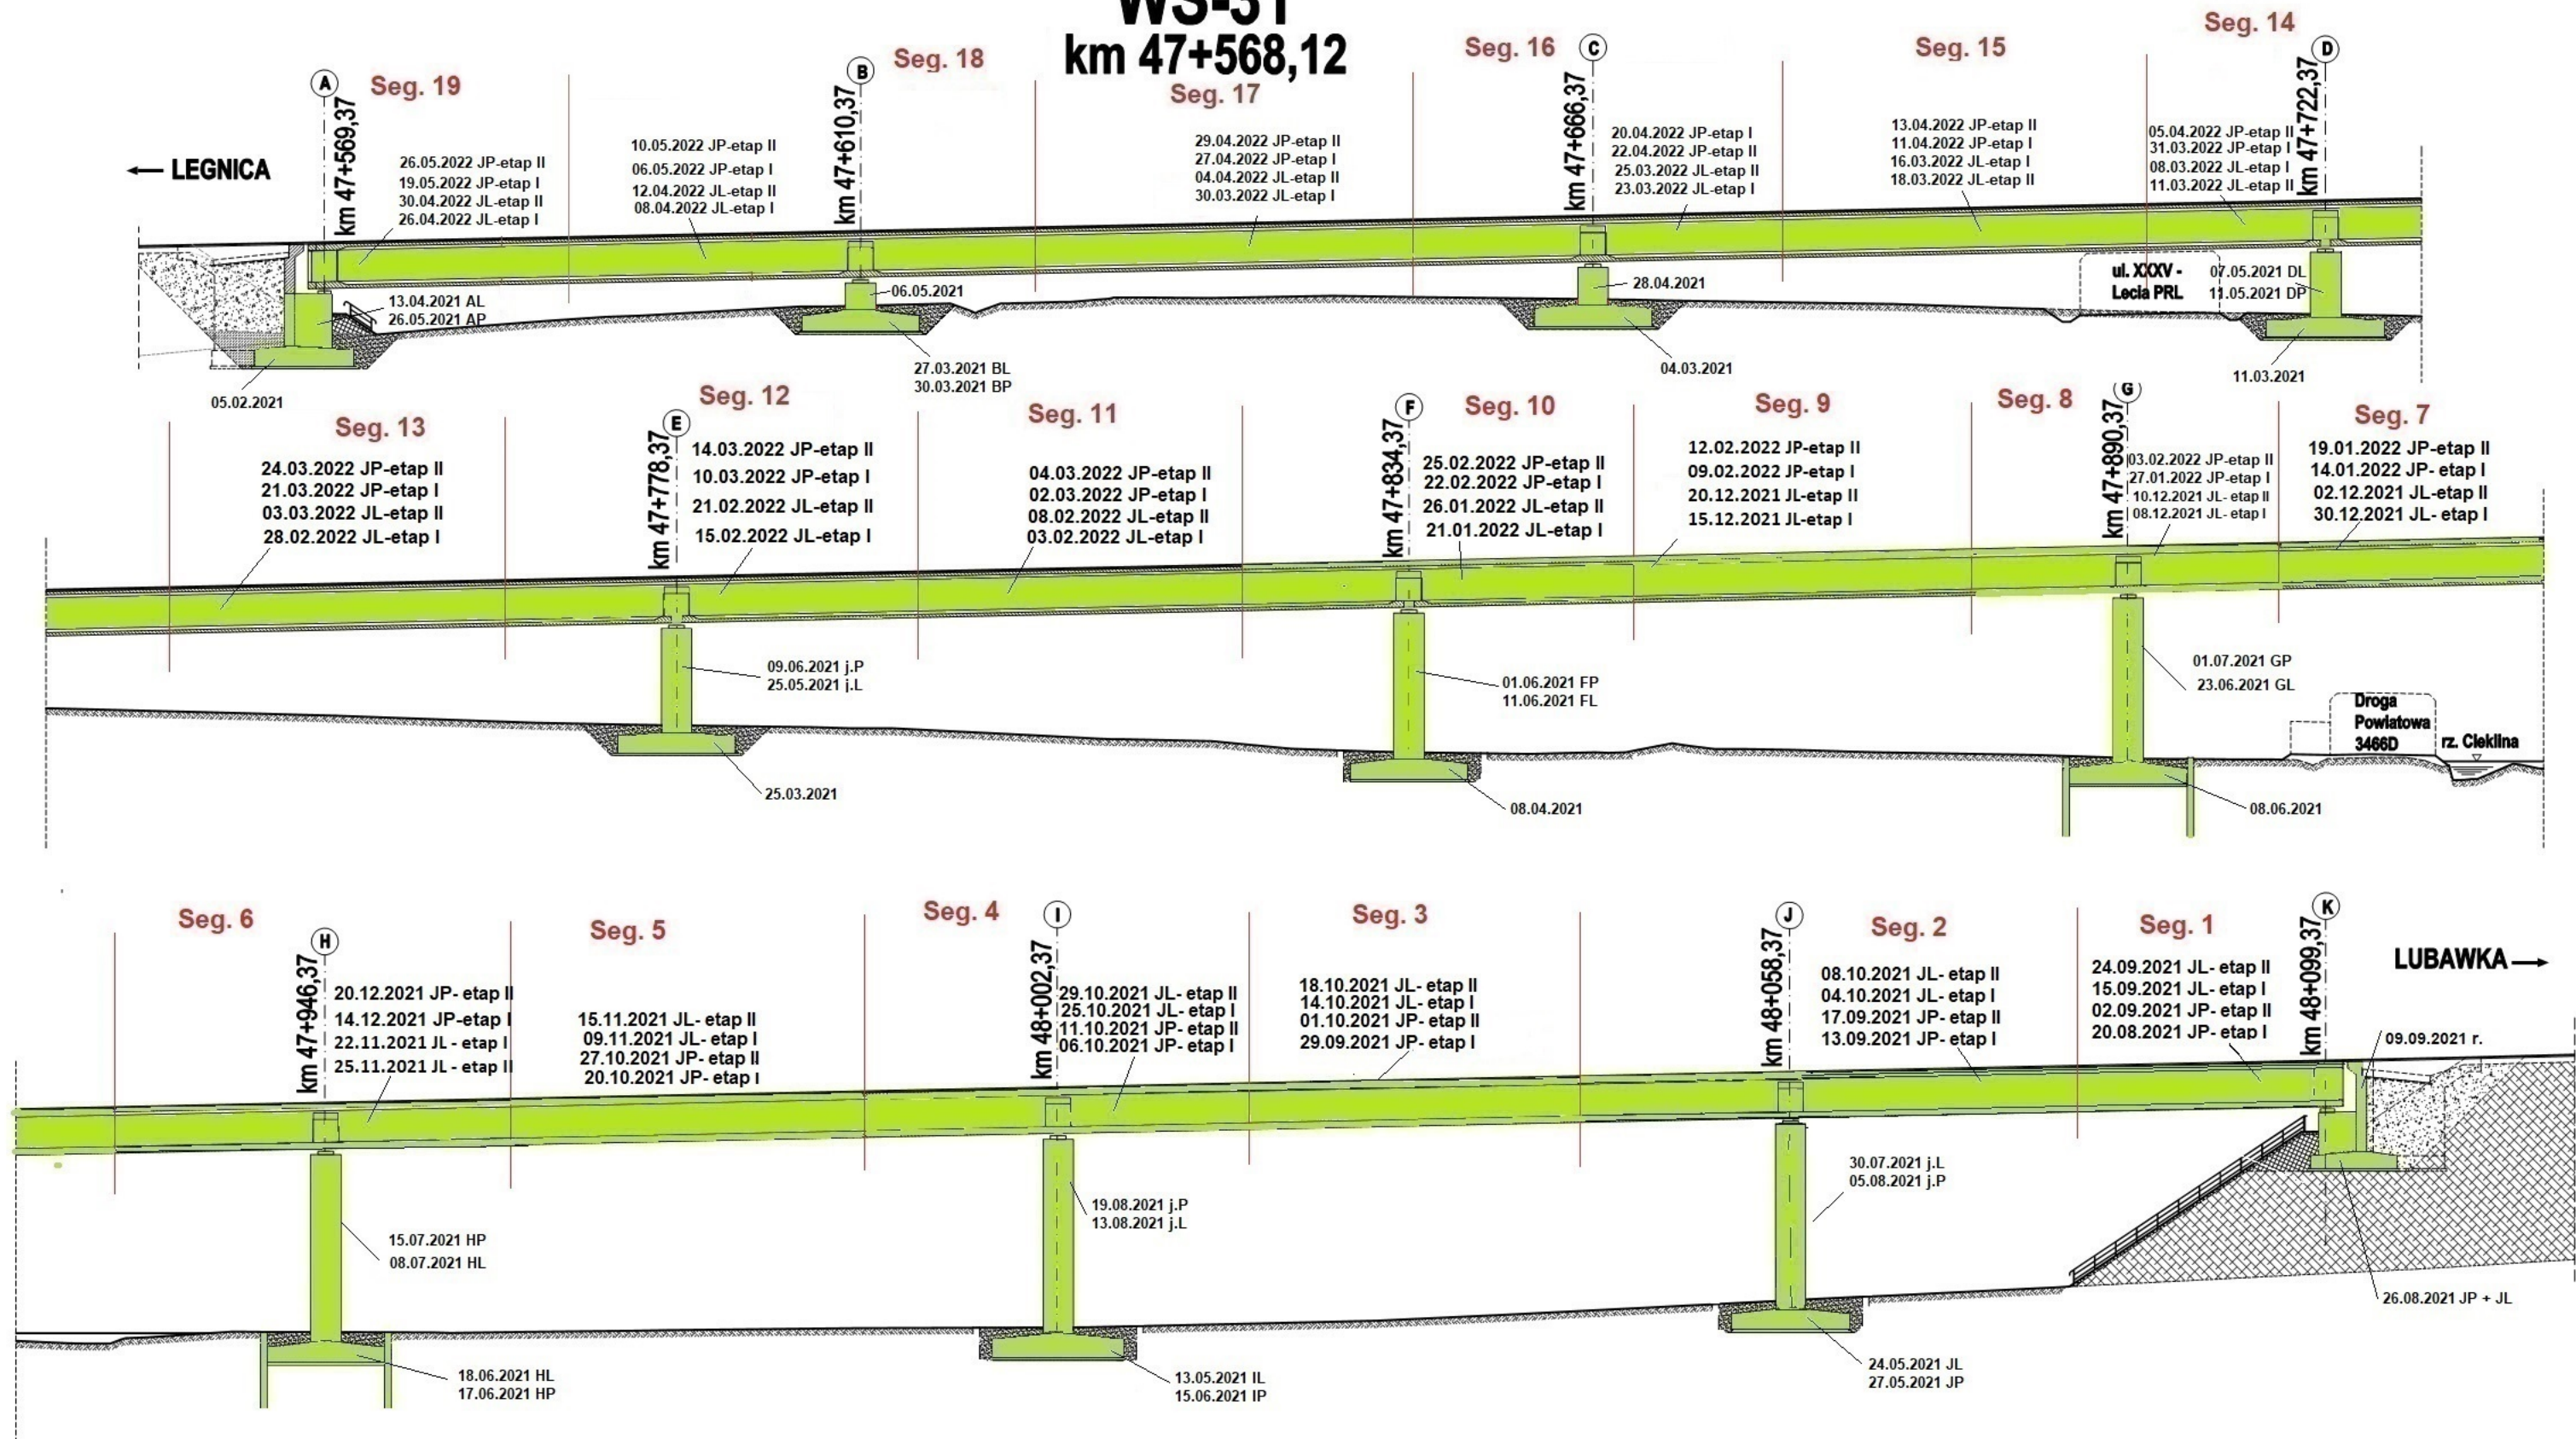 WS-31
km 47+568,12
Seg. 19
Seg. 18
Seg. 17
Seg. 16
Seg. 15
Seg. 14
A
km 47+569,37
B
km 47+610,37
C
km 47+666,37
D
km 47+722,37
← LEGNICA
26.05.2022 JP-etap II
19.05.2022 JP-etap I
30.04.2022 JL-etap II
26.04.2022 JL-etap I
10.05.2022 JP-etap II
06.05.2022 JP-etap I
12.04.2022 JL-etap II
08.04.2022 JL-etap I
29.04.2022 JP-etap II
27.04.2022 JP-etap I
04.04.2022 JL-etap II
30.03.2022 JL-etap I
20.04.2022 JP-etap I
22.04.2022 JP-etap II
25.03.2022 JL-etap II
23.03.2022 JL-etap I
13.04.2022 JP-etap II
11.04.2022 JP-etap I
16.03.2022 JL-etap I
18.03.2022 JL-etap II
05.04.2022 JP-etap II
31.03.2022 JP-etap I
08.03.2022 JL-etap I
11.03.2022 JL-etap II
13.04.2021 AL
26.05.2021 AP
05.02.2021
06.05.2021
27.03.2021 BL
30.03.2021 BP
28.04.2021
04.03.2021
ul. XXXV -
Lecia PRL
07.05.2021 DL
11.05.2021 DP
11.03.2021
Seg. 13
Seg. 12
Seg. 11
Seg. 10
Seg. 9
Seg. 8
Seg. 7
E
km 47+778,37
F
km 47+834,37
G
km 47+890,37
24.03.2022 JP-etap II
21.03.2022 JP-etap I
03.03.2022 JL-etap II
28.02.2022 JL-etap I
14.03.2022 JP-etap II
10.03.2022 JP-etap I
21.02.2022 JL-etap II
15.02.2022 JL-etap I
04.03.2022 JP-etap II
02.03.2022 JP-etap I
08.02.2022 JL-etap II
03.02.2022 JL-etap I
25.02.2022 JP-etap II
22.02.2022 JP-etap I
26.01.2022 JL-etap II
21.01.2022 JL-etap I
12.02.2022 JP-etap II
09.02.2022 JP-etap I
20.12.2021 JL-etap II
15.12.2021 JL-etap I
03.02.2022 JP-etap II
27.01.2022 JP-etap I
10.12.2021 JL- etap II
08.12.2021 JL- etap I
19.01.2022 JP-etap II
14.01.2022 JP- etap I
02.12.2021 JL-etap II
30.12.2021 JL- etap I
09.06.2021 j.P
25.05.2021 j.L
25.03.2021
01.06.2021 FP
11.06.2021 FL
08.04.2021
01.07.2021 GP
23.06.2021 GL
Droga
Powiatowa
3466D
rz. Cieklina
08.06.2021
Seg. 6
Seg. 5
Seg. 4
Seg. 3
Seg. 2
Seg. 1
H
km 47+946,37
I
km 48+002,37
J
km 48+058,37
K
km 48+099,37
LUBAWKA →
20.12.2021 JP- etap II
14.12.2021 JP-etap I
22.11.2021 JL - etap I
25.11.2021 JL - etap II
15.11.2021 JL- etap II
09.11.2021 JL- etap I
27.10.2021 JP- etap II
20.10.2021 JP- etap I
29.10.2021 JL- etap II
25.10.2021 JL- etap I
11.10.2021 JP- etap II
06.10.2021 JP- etap I
18.10.2021 JL- etap II
14.10.2021 JL- etap I
01.10.2021 JP- etap II
29.09.2021 JP- etap I
08.10.2021 JL- etap II
04.10.2021 JL- etap I
17.09.2021 JP- etap II
13.09.2021 JP- etap I
24.09.2021 JL- etap II
15.09.2021 JL- etap I
02.09.2021 JP- etap II
20.08.2021 JP- etap I
09.09.2021 r.
15.07.2021 HP
08.07.2021 HL
18.06.2021 HL
17.06.2021 HP
19.08.2021 j.P
13.08.2021 j.L
13.05.2021 IL
15.06.2021 IP
30.07.2021 j.L
05.08.2021 j.P
24.05.2021 JL
27.05.2021 JP
26.08.2021 JP + JL